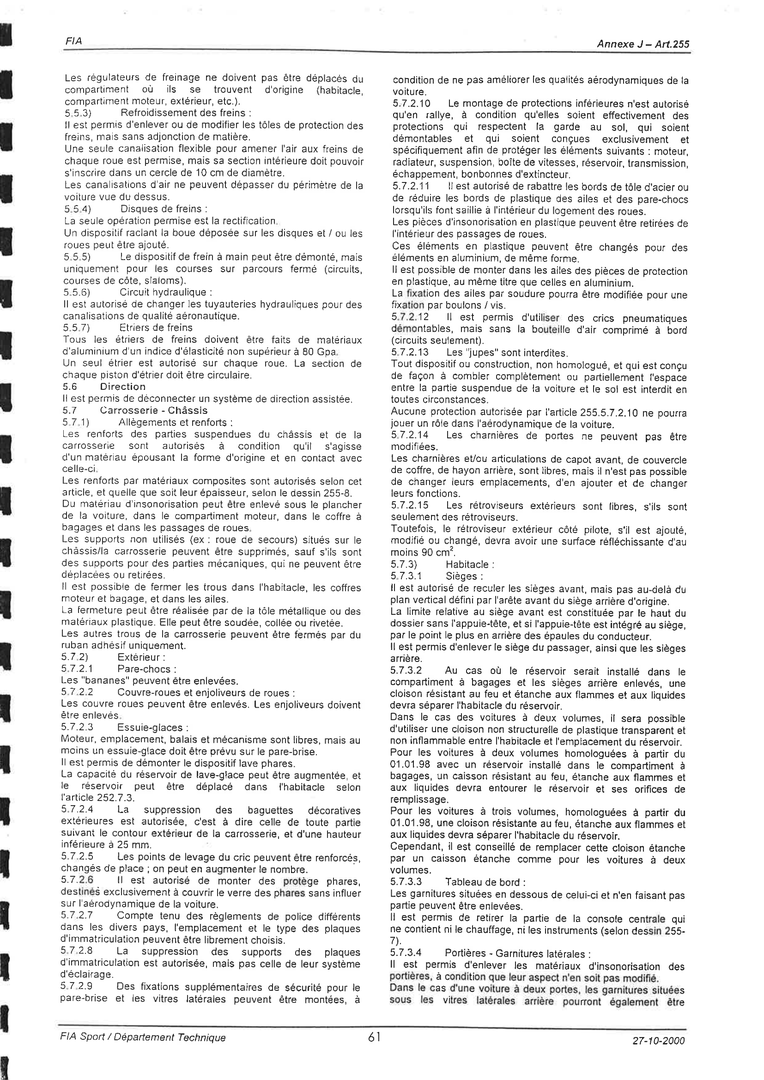 FIA
Annexe J – Art.255
Les régulateurs de freinage ne doivent pas être déplacés du
compartiment où ils se trouvent d'origine (habitacle,
compartiment moteur, extérieur, etc.).
5.5.3) Refroidissement des freins :
Il est permis d'enlever ou de modifier les tôles de protection des
freins, mais sans adjonction de matière.
Une seule canalisation flexible pour amener l'air aux freins de
chaque roue est permise, mais sa section intérieure doit pouvoir
s'inscrire dans un cercle de 10 cm de diamètre.
Les canalisations d'air ne peuvent dépasser du périmètre de la
voiture vue du dessus.
5.5.4) Disques de freins :
La seule opération permise est la rectification.
Un dispositif raclant la boue déposée sur les disques et / ou les
roues peut être ajouté.
5.5.5) Le dispositif de frein à main peut être démonté, mais
uniquement pour les courses sur parcours fermé (circuits,
courses de côte, slaloms).
5.5.6) Circuit hydraulique :
Il est autorisé de changer les tuyauteries hydrauliques pour des
canalisations de qualité aéronautique.
5.5.7) Etriers de freins
Tous les étriers de freins doivent être faits de matériaux
d'aluminium d'un indice d'élasticité non supérieur à 80 Gpa.
Un seul étrier est autorisé sur chaque roue. La section de
chaque piston d'étrier doit être circulaire.
5.6 Direction
Il est permis de déconnecter un système de direction assistée.
5.7 Carrosserie - Châssis
5.7.1) Allègements et renforts :
Les renforts des parties suspendues du châssis et de la
carrosserie sont autorisés à condition qu'il s'agisse
d'un matériau épousant la forme d'origine et en contact avec
celle-ci.
Les renforts par matériaux composites sont autorisés selon cet
article, et quelle que soit leur épaisseur, selon le dessin 255-8.
Du matériau d'insonorisation peut être enlevé sous le plancher
de la voiture, dans le compartiment moteur, dans le coffre à
bagages et dans les passages de roues.
Les supports non utilisés (ex : roue de secours) situés sur le
châssis/la carrosserie peuvent être supprimés, sauf s'ils sont
des supports pour des parties mécaniques, qui ne peuvent être
déplacées ou retirées.
Il est possible de fermer les trous dans l'habitacle, les coffres
moteur et bagage, et dans les ailes.
La fermeture peut être réalisée par de la tôle métallique ou des
matériaux plastique. Elle peut être soudée, collée ou rivetée.
Les autres trous de la carrosserie peuvent être fermés par du
ruban adhésif uniquement.
5.7.2) Extérieur :
5.7.2.1 Pare-chocs :
Les "bananes" peuvent être enlevées.
5.7.2.2 Couvre-roues et enjoliveurs de roues :
Les couvre roues peuvent être enlevés. Les enjoliveurs doivent
être enlevés.
5.7.2.3 Essuie-glaces :
Moteur, emplacement, balais et mécanisme sont libres, mais au
moins un essuie-glace doit être prévu sur le pare-brise.
Il est permis de démonter le dispositif lave phares.
La capacité du réservoir de lave-glace peut être augmentée, et
le réservoir peut être déplacé dans l'habitacle selon
l'article 252.7.3.
5.7.2.4 La suppression des baguettes décoratives
extérieures est autorisée, c'est à dire celle de toute partie
suivant le contour extérieur de la carrosserie, et d'une hauteur
inférieure à 25 mm.
5.7.2.5 Les points de levage du cric peuvent être renforcés,
changés de place ; on peut en augmenter le nombre.
5.7.2.6 Il est autorisé de monter des protège phares,
destinés exclusivement à couvrir le verre des phares sans influer
sur l'aérodynamique de la voiture.
5.7.2.7 Compte tenu des règlements de police différents
dans les divers pays, l'emplacement et le type des plaques
d'immatriculation peuvent être librement choisis.
5.7.2.8 La suppression des supports des plaques
d'immatriculation est autorisée, mais pas celle de leur système
d'éclairage.
5.7.2.9 Des fixations supplémentaires de sécurité pour le
pare-brise et les vitres latérales peuvent être montées, à
condition de ne pas améliorer les qualités aérodynamiques de la
voiture.
5.7.2.10 Le montage de protections inférieures n'est autorisé
qu'en rallye, à condition qu'elles soient effectivement des
protections qui respectent la garde au sol, qui soient
démontables et qui soient conçues exclusivement et
spécifiquement afin de protéger les éléments suivants : moteur,
radiateur, suspension, boîte de vitesses, réservoir, transmission,
échappement, bonbonnes d'extincteur.
5.7.2.11 Il est autorisé de rabattre les bords de tôle d'acier ou
de réduire les bords de plastique des ailes et des pare-chocs
lorsqu'ils font saillie à l'intérieur du logement des roues.
Les pièces d'insonorisation en plastique peuvent être retirées de
l'intérieur des passages de roues.
Ces éléments en plastique peuvent être changés pour des
éléments en aluminium, de même forme.
Il est possible de monter dans les ailes des pièces de protection
en plastique, au même titre que celles en aluminium.
La fixation des ailes par soudure pourra être modifiée pour une
fixation par boulons / vis.
5.7.2.12 Il est permis d'utiliser des crics pneumatiques
démontables, mais sans la bouteille d'air comprimé à bord
(circuits seulement).
5.7.2.13 Les "jupes" sont interdites.
Tout dispositif ou construction, non homologué, et qui est conçu
de façon à combler complètement ou partiellement l'espace
entre la partie suspendue de la voiture et le sol est interdit en
toutes circonstances.
Aucune protection autorisée par l'article 255.5.7.2.10 ne pourra
jouer un rôle dans l'aérodynamique de la voiture.
5.7.2.14 Les charnières de portes ne peuvent pas être
modifiées.
Les charnières et/ou articulations de capot avant, de couvercle
de coffre, de hayon arrière, sont libres, mais il n'est pas possible
de changer leurs emplacements, d'en ajouter et de changer
leurs fonctions.
5.7.2.15 Les rétroviseurs extérieurs sont libres, s'ils sont
seulement des rétroviseurs.
Toutefois, le rétroviseur extérieur côté pilote, s'il est ajouté,
modifié ou changé, devra avoir une surface réfléchissante d'au
moins 90 cm².
5.7.3) Habitacle :
5.7.3.1 Sièges :
Il est autorisé de reculer les sièges avant, mais pas au-delà du
plan vertical défini par l'arête avant du siège arrière d'origine.
La limite relative au siège avant est constituée par le haut du
dossier sans l'appuie-tête, et si l'appuie-tête est intégré au siège,
par le point le plus en arrière des épaules du conducteur.
Il est permis d'enlever le siège du passager, ainsi que les sièges
arrière.
5.7.3.2 Au cas où le réservoir serait installé dans le
compartiment à bagages et les sièges arrière enlevés, une
cloison résistant au feu et étanche aux flammes et aux liquides
devra séparer l'habitacle du réservoir.
Dans le cas des voitures à deux volumes, il sera possible
d'utiliser une cloison non structurelle de plastique transparent et
non inflammable entre l'habitacle et l'emplacement du réservoir.
Pour les voitures à deux volumes homologuées à partir du
01.01.98 avec un réservoir installé dans le compartiment à
bagages, un caisson résistant au feu, étanche aux flammes et
aux liquides devra entourer le réservoir et ses orifices de
remplissage.
Pour les voitures à trois volumes, homologuées à partir du
01.01.98, une cloison résistante au feu, étanche aux flammes et
aux liquides devra séparer l'habitacle du réservoir.
Cependant, il est conseillé de remplacer cette cloison étanche
par un caisson étanche comme pour les voitures à deux
volumes.
5.7.3.3 Tableau de bord :
Les garnitures situées en dessous de celui-ci et n'en faisant pas
partie peuvent être enlevées.
Il est permis de retirer la partie de la console centrale qui
ne contient ni le chauffage, ni les instruments (selon dessin 255-
7).
5.7.3.4 Portières - Garnitures latérales :
Il est permis d'enlever les matériaux d'insonorisation des
portières, à condition que leur aspect n'en soit pas modifié.
Dans le cas d'une voiture à deux portes, les garnitures situées
sous les vitres latérales arrière pourront également être
FIA Sport / Département Technique
61
27-10-2000